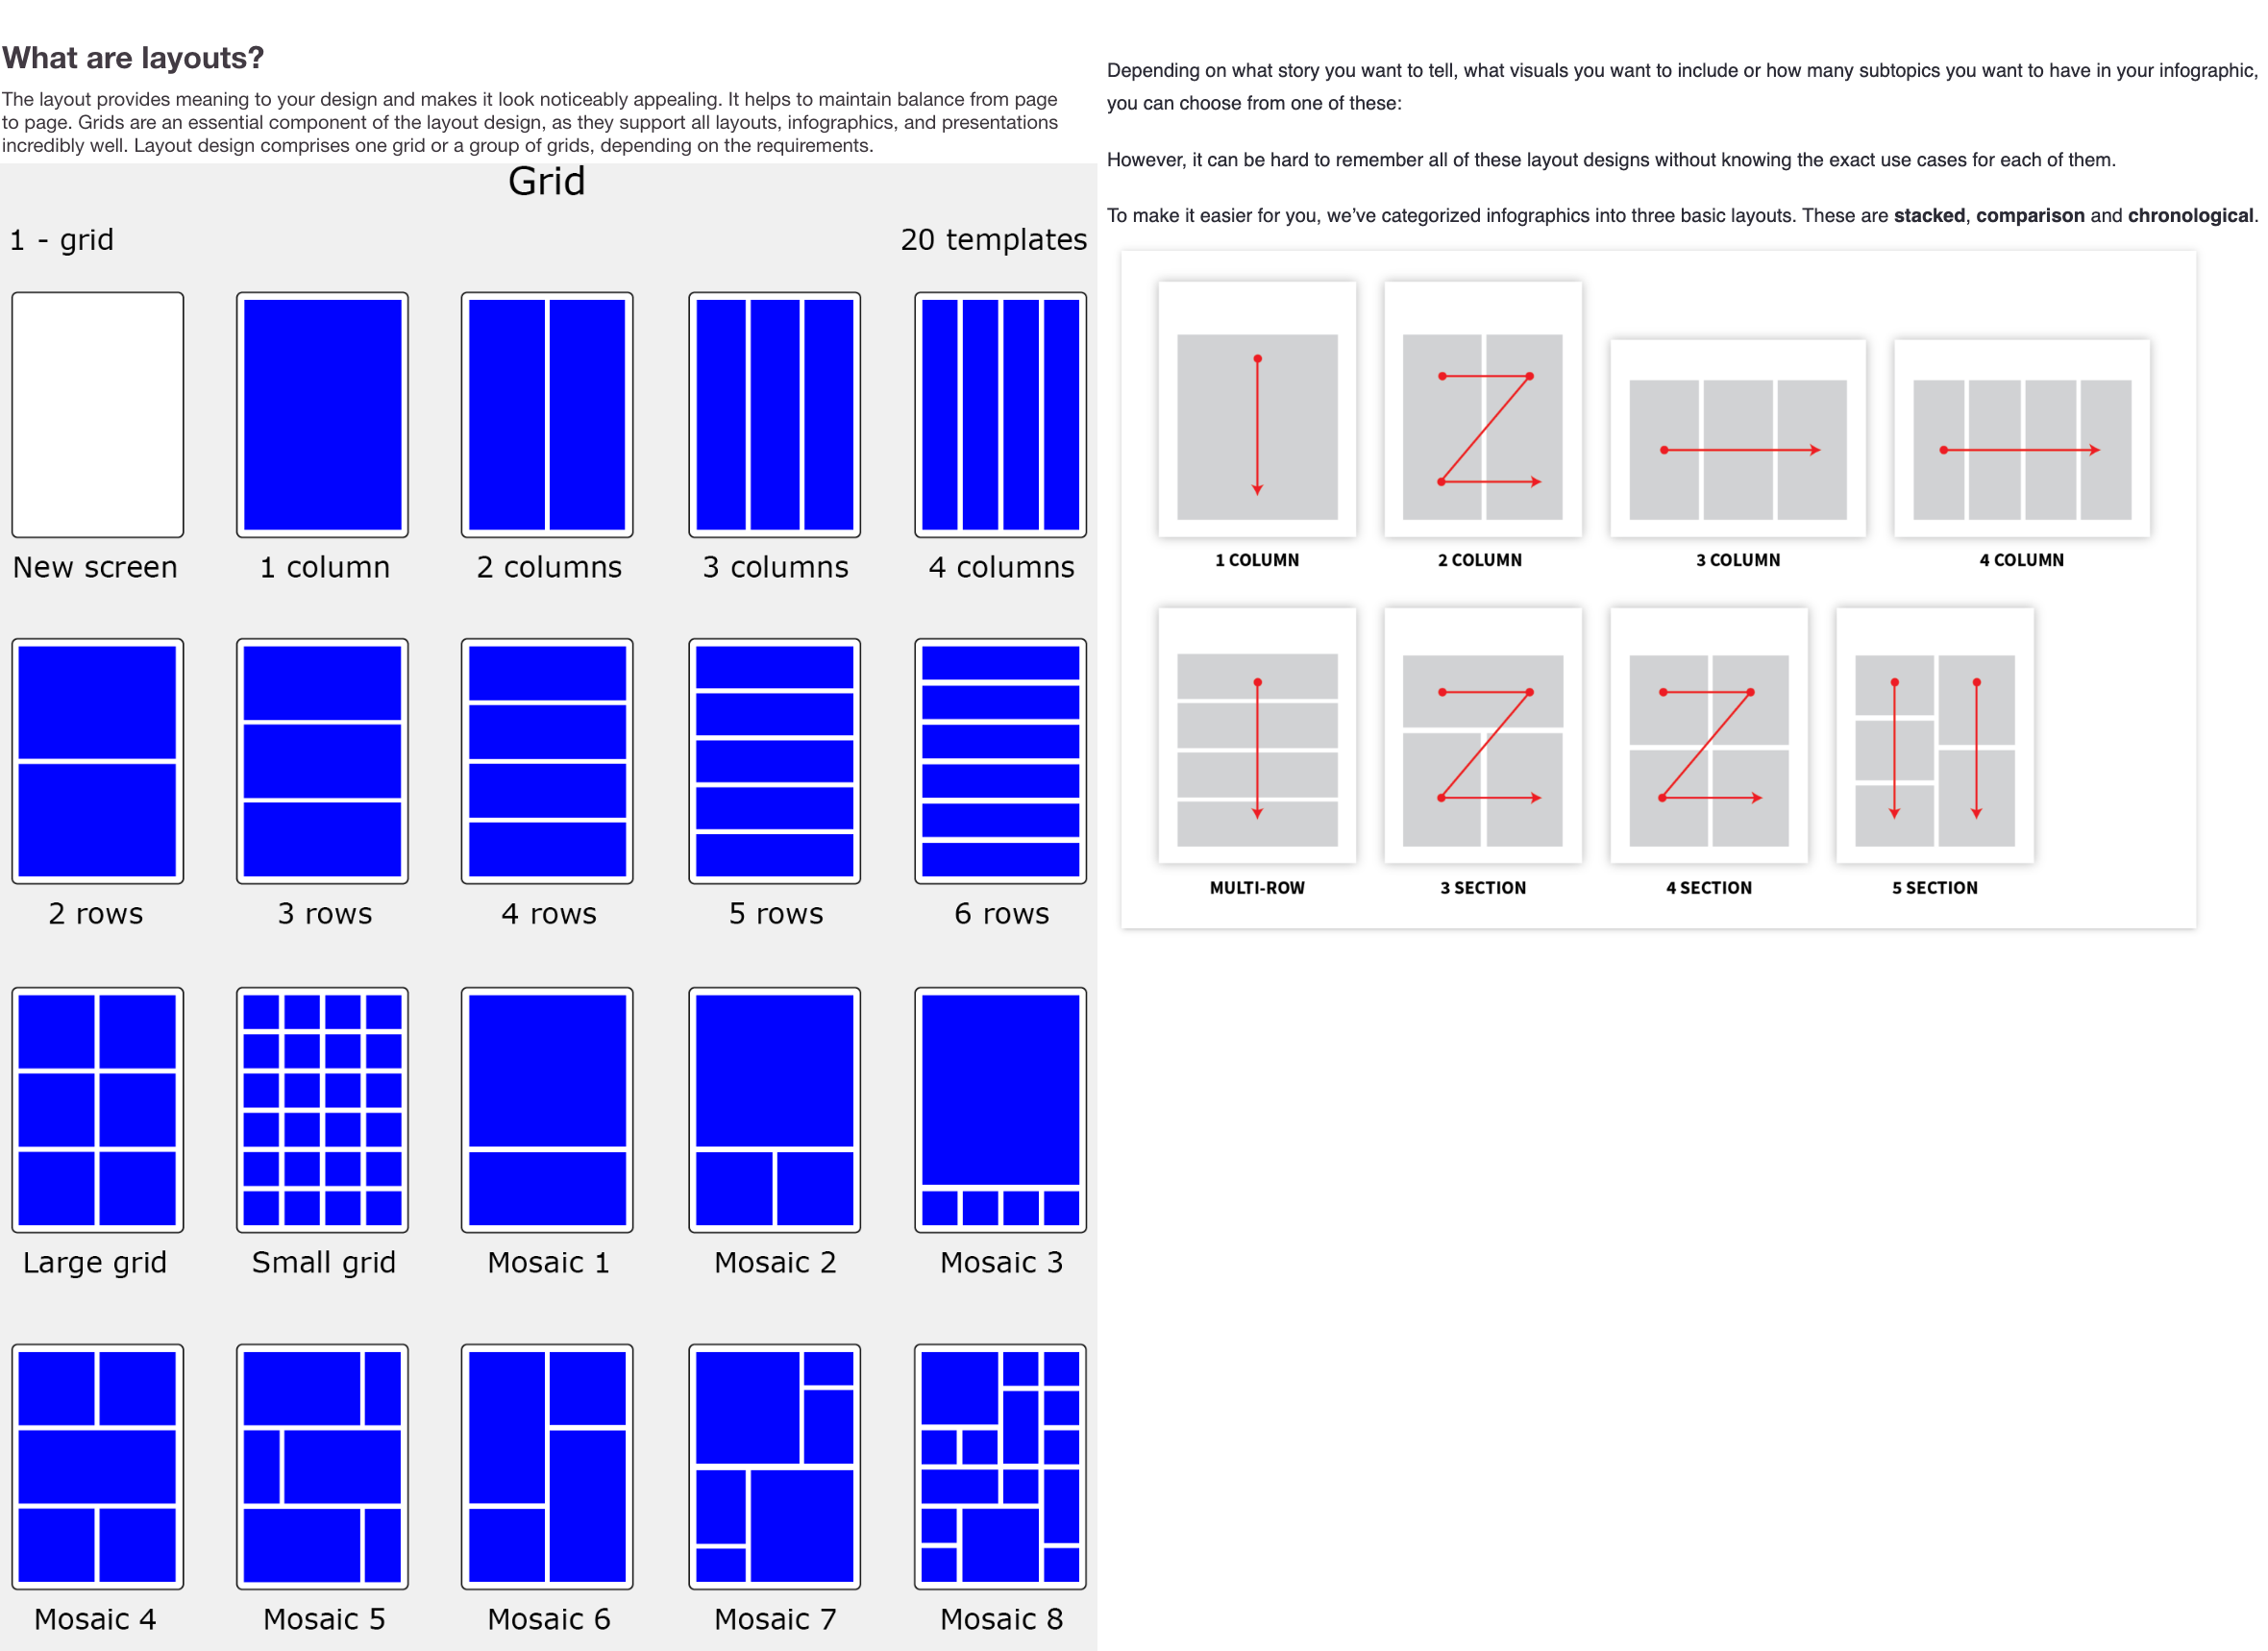 What are layouts?
The layout provides meaning to your design and makes it look noticeably appealing. It helps to maintain balance from page
to page. Grids are an essential component of the layout design, as they support all layouts, infographics, and presentations
incredibly well. Layout design comprises one grid or a group of grids, depending on the requirements.
Grid
1 - grid
20 templates
New screen
1 column
2 columns
3 columns
4 columns
2 rows
3 rows
4 rows
5 rows
6 rows
Large grid
Small grid
Mosaic 1
Mosaic 2
Mosaic 3
Mosaic 4
Mosaic 5
Mosaic 6
Mosaic 7
Mosaic 8
Depending on what story you want to tell, what visuals you want to include or how many subtopics you want to have in your infographic,
you can choose from one of these:
However, it can be hard to remember all of these layout designs without knowing the exact use cases for each of them.
To make it easier for you, we’ve categorized infographics into three basic layouts. These are stacked, comparison and chronological.
1 COLUMN
2 COLUMN
3 COLUMN
4 COLUMN
MULTI-ROW
3 SECTION
4 SECTION
5 SECTION